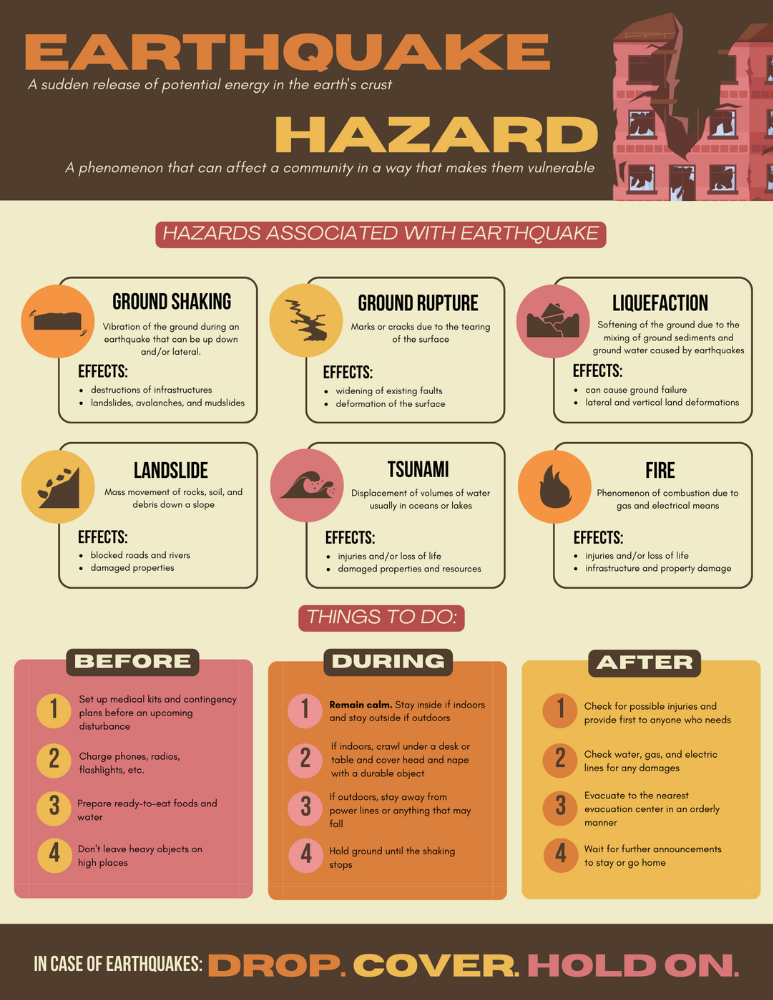 EARTHQUAKE
A sudden release of potential energy in the earth's crust
HAZARD
A phenomenon that can affect a community in a way that makes them vulnerable
HAZARDS ASSOCIATED WITH EARTHQUAKE
GROUND SHAKING
Vibration of the ground during an
earthquake that can be up down
and/or lateral.
EFFECTS:
• destructions of infrastructures
• landslides, avalanches, and mudslides
GROUND RUPTURE
Marks or cracks due to the tearing
of the surface
EFFECTS:
• widening of existing faults
• deformation of the surface
LIQUEFACTION
Softening of the ground due to the
mixing of ground sediments and
ground water caused by earthquakes
EFFECTS:
• can cause ground failure
• lateral and vertical land deformations
LANDSLIDE
Mass movement of rocks, soil, and
debris down a slope
EFFECTS:
• blocked roads and rivers
• damaged properties
TSUNAMI
Displacement of volumes of water
usually in oceans or lakes
EFFECTS:
• injuries and/or loss of life
• damaged properties and resources
FIRE
Phenomenon of combustion due to
gas and electrical means
EFFECTS:
• injuries and/or loss of life
• infrastructure and property damage
THINGS TO DO:
BEFORE
1 Set up medical kits and contingency
plans before an upcoming
disturbance
2 Charge phones, radios,
flashlights, etc.
3 Prepare ready-to-eat foods and
water
4 Don't leave heavy objects on
high places
DURING
1 Remain calm. Stay inside if indoors
and stay outside if outdoors
2 If indoors, crawl under a desk or
table and cover head and nape
with a durable object
3 If outdoors, stay away from
power lines or anything that may
fall
4 Hold ground until the shaking
stops
AFTER
1 Check for possible injuries and
provide first to anyone who needs
2 Check water, gas, and electric
lines for any damages
3 Evacuate to the nearest
evacuation center in an orderly
manner
4 Wait for further announcements
to stay or go home
IN CASE OF EARTHQUAKES: DROP. COVER. HOLD ON.